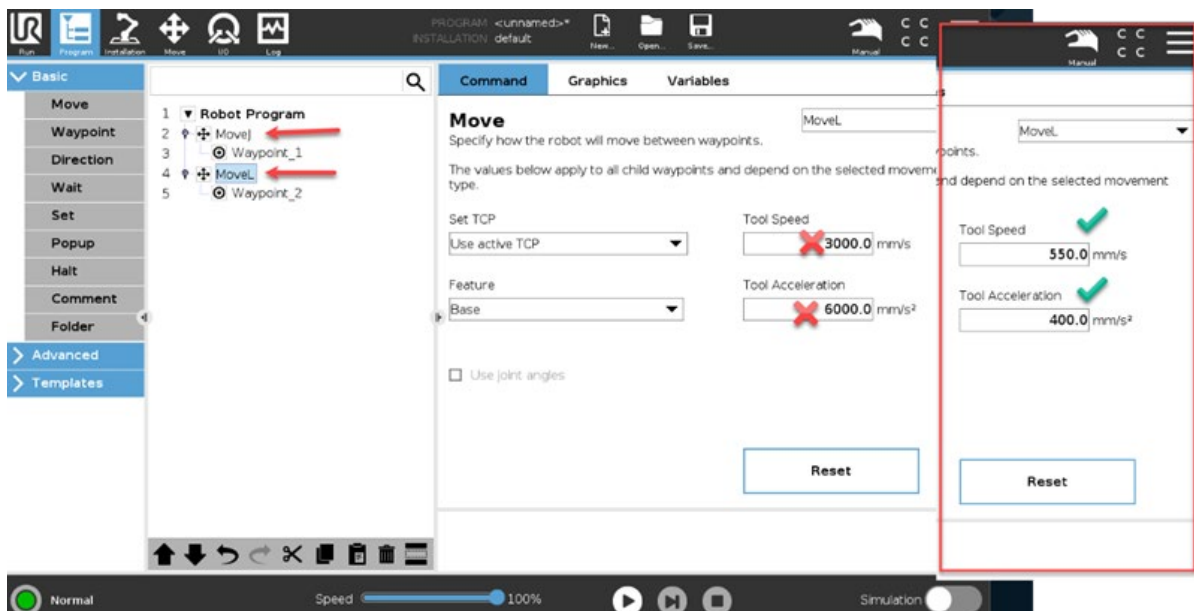 UR
PROGRAM <unnamed>*
INSTALLATION default
Run
Program
Installation
Move
I/O
Log
New...
Open...
Save...
Manual
C C
C C
Manual
C C
C C
Basic
Move
Waypoint
Direction
Wait
Set
Popup
Halt
Comment
Folder
Advanced
Templates
1 Robot Program
2 MoveJ
3 Waypoint_1
4 MoveL
5 Waypoint_2
Command Graphics Variables
Move
MoveL
Specify how the robot will move between waypoints.
The values below apply to all child waypoints and depend on the selected movem
type.
Set TCP
Use active TCP
Tool Speed
3000.0 mm/s
Feature
Base
Tool Acceleration
6000.0 mm/s²
Use joint angles
Reset
s
MoveL
points.
nd depend on the selected movement
Tool Speed
550.0 mm/s
Tool Acceleration
400.0 mm/s²
Reset
Normal
Speed
100%
Simulation